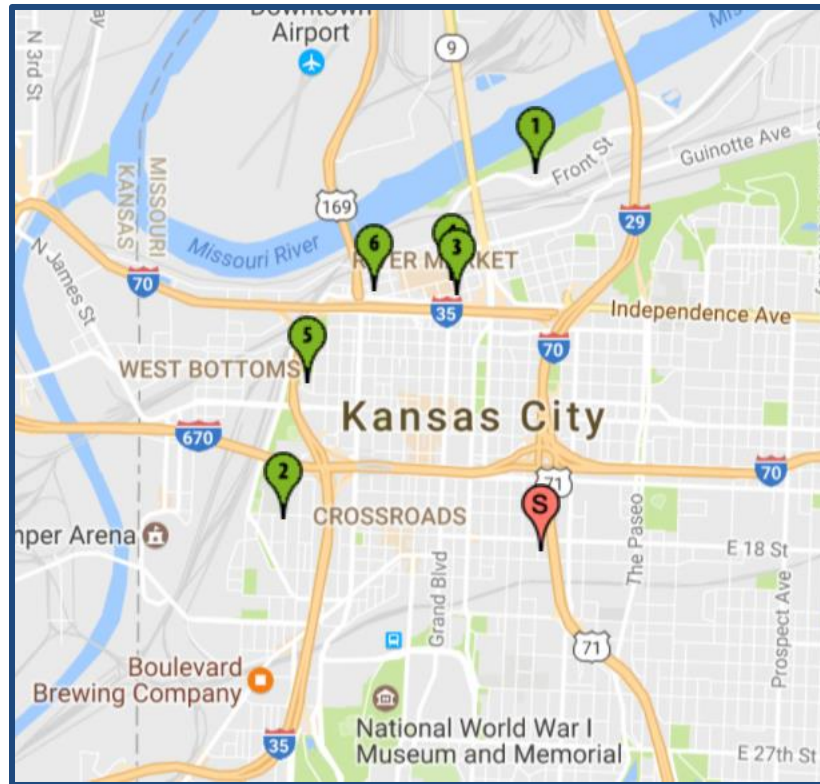 Downtown
Airport
N 3rd St
ay
9
Mis
1
Front St
Guinotte Ave
MISSOURI
KANSAS
169
29
Missouri River
6
3
RIVER MARKET
N James St
70
35
Independence Ave
5
70
WEST BOTTOMS
Kansas City
670
70
2
71
S
CROSSROADS
mper Arena
E 18 St
Grand Blvd
The Paseo
Prospect Ave
71
Boulevard
Brewing Company
National World War I
Museum and Memorial
35
E 27th St